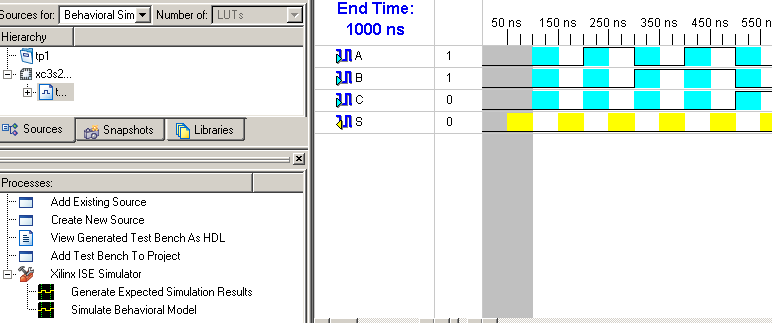 Sources for: Behavioral Sim Number of: LUTs
Hierarchy
tp1
xc3s2...
t...
Sources Snapshots Libraries
Processes:
Add Existing Source
Create New Source
View Generated Test Bench As HDL
Add Test Bench To Project
Xilinx ISE Simulator
Generate Expected Simulation Results
Simulate Behavioral Model
End Time:
1000 ns
50 ns 150 ns 250 ns 350 ns 450 ns 550 ns
A 1
B 1
C 0
S 0